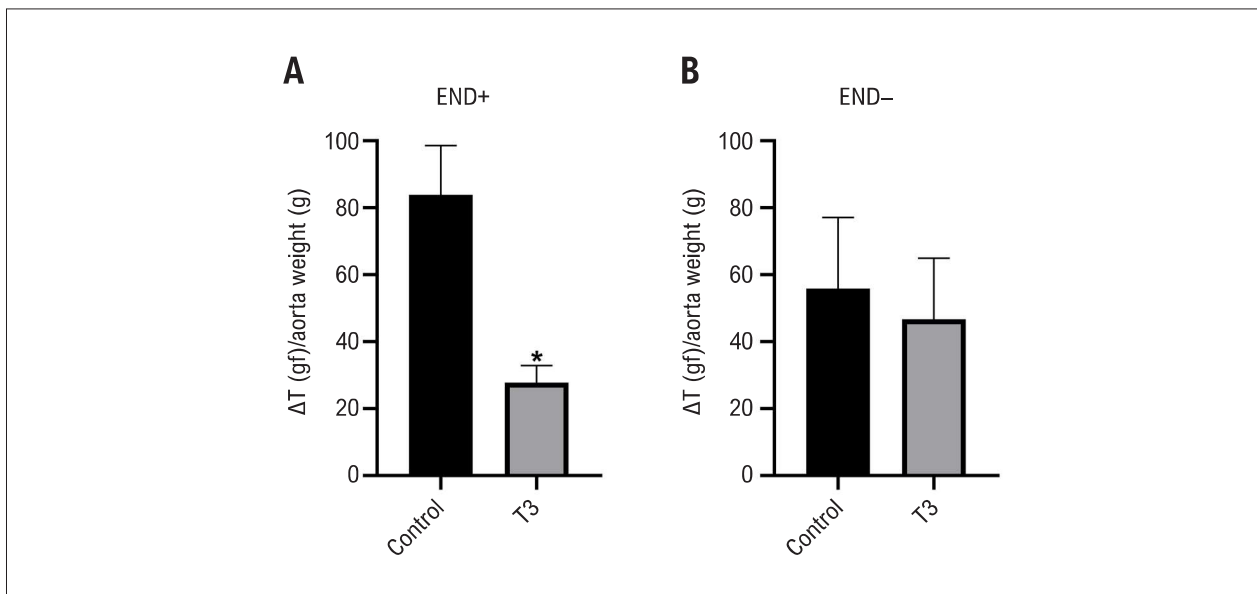 A
END+
ΔT (gf)/aorta weight (g)
100
80
60
40
20
0
*
Control
T3
B
END–
ΔT (gf)/aorta weight (g)
100
80
60
40
20
0
Control
T3